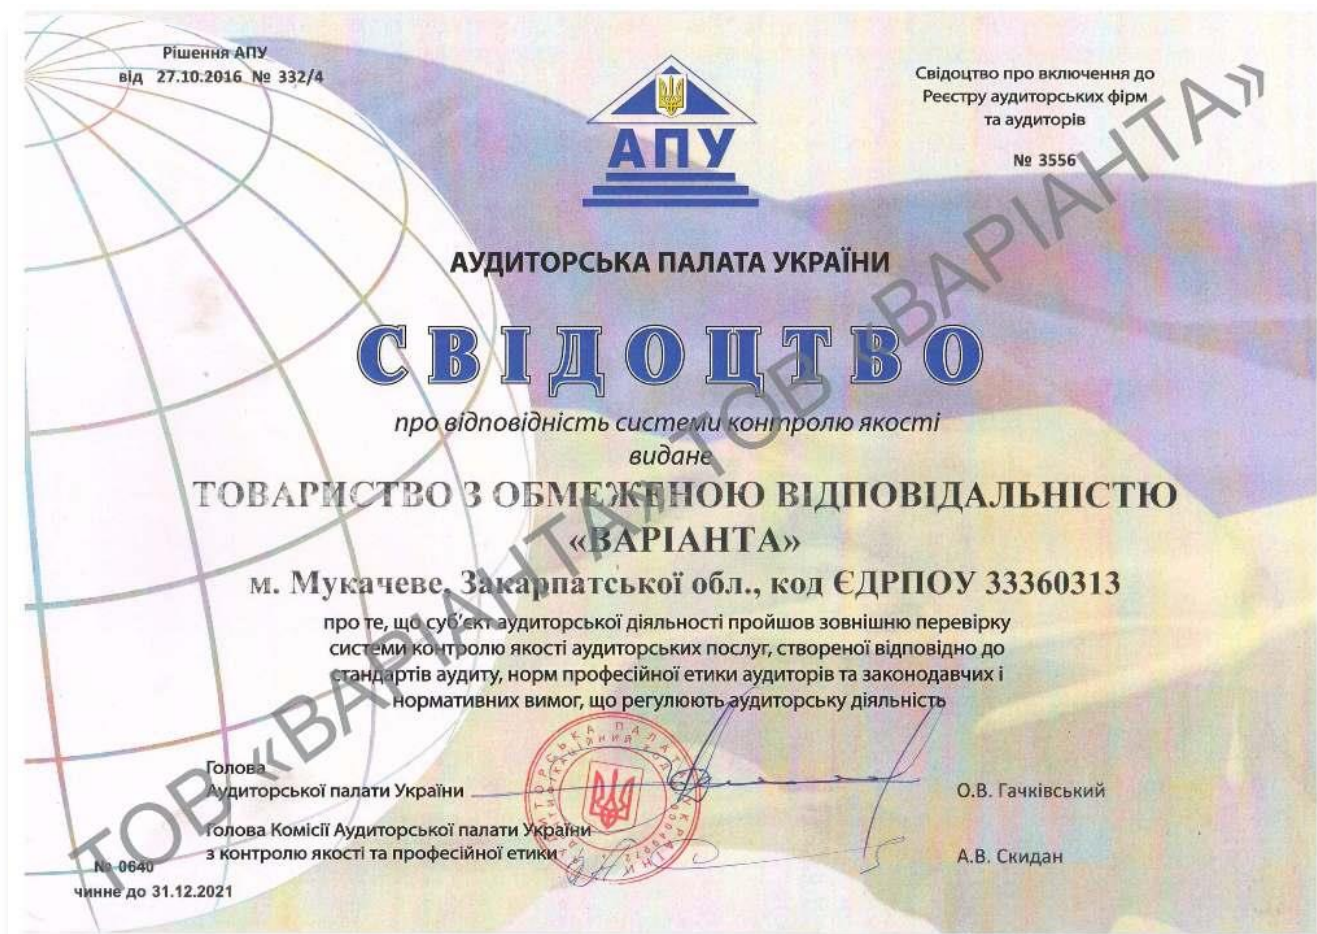 Рішення АПУ
від 27.10.2016 № 332/4
Свідоцтво про включення до
Реєстру аудиторських фірм
та аудиторів
№ 3556
АПУ
АУДИТОРСЬКА ПАЛАТА УКРАЇНИ
СВІДОЦТВО
про відповідність системи контролю якості
видане
ТОВАРИСТВО З ОБМЕЖЕНОЮ ВІДПОВІДАЛЬНІСТЮ
«ВАРІАНТА»
м. Мукачеве, Закарпатської обл., код ЄДРПОУ 33360313
про те, що суб'єкт аудиторської діяльності пройшов зовнішню перевірку
системи контролю якості аудиторських послуг, створеної відповідно до
стандартів аудиту, норм професійної етики аудиторів та законодавчих і
нормативних вимог, що регулюють аудиторську діяльність
Голова
Аудиторської палати України
О.В. Гачківський
Голова Комісії Аудиторської палати України
з контролю якості та професійної етики
А.В. Скидан
№ 0640
чинне до 31.12.2021
АУДИТОРСЬКА ПАЛАТА УКРАЇНИ
ТОВ «ВАРІАНТА» ТОВ «ВАРІАНТА»